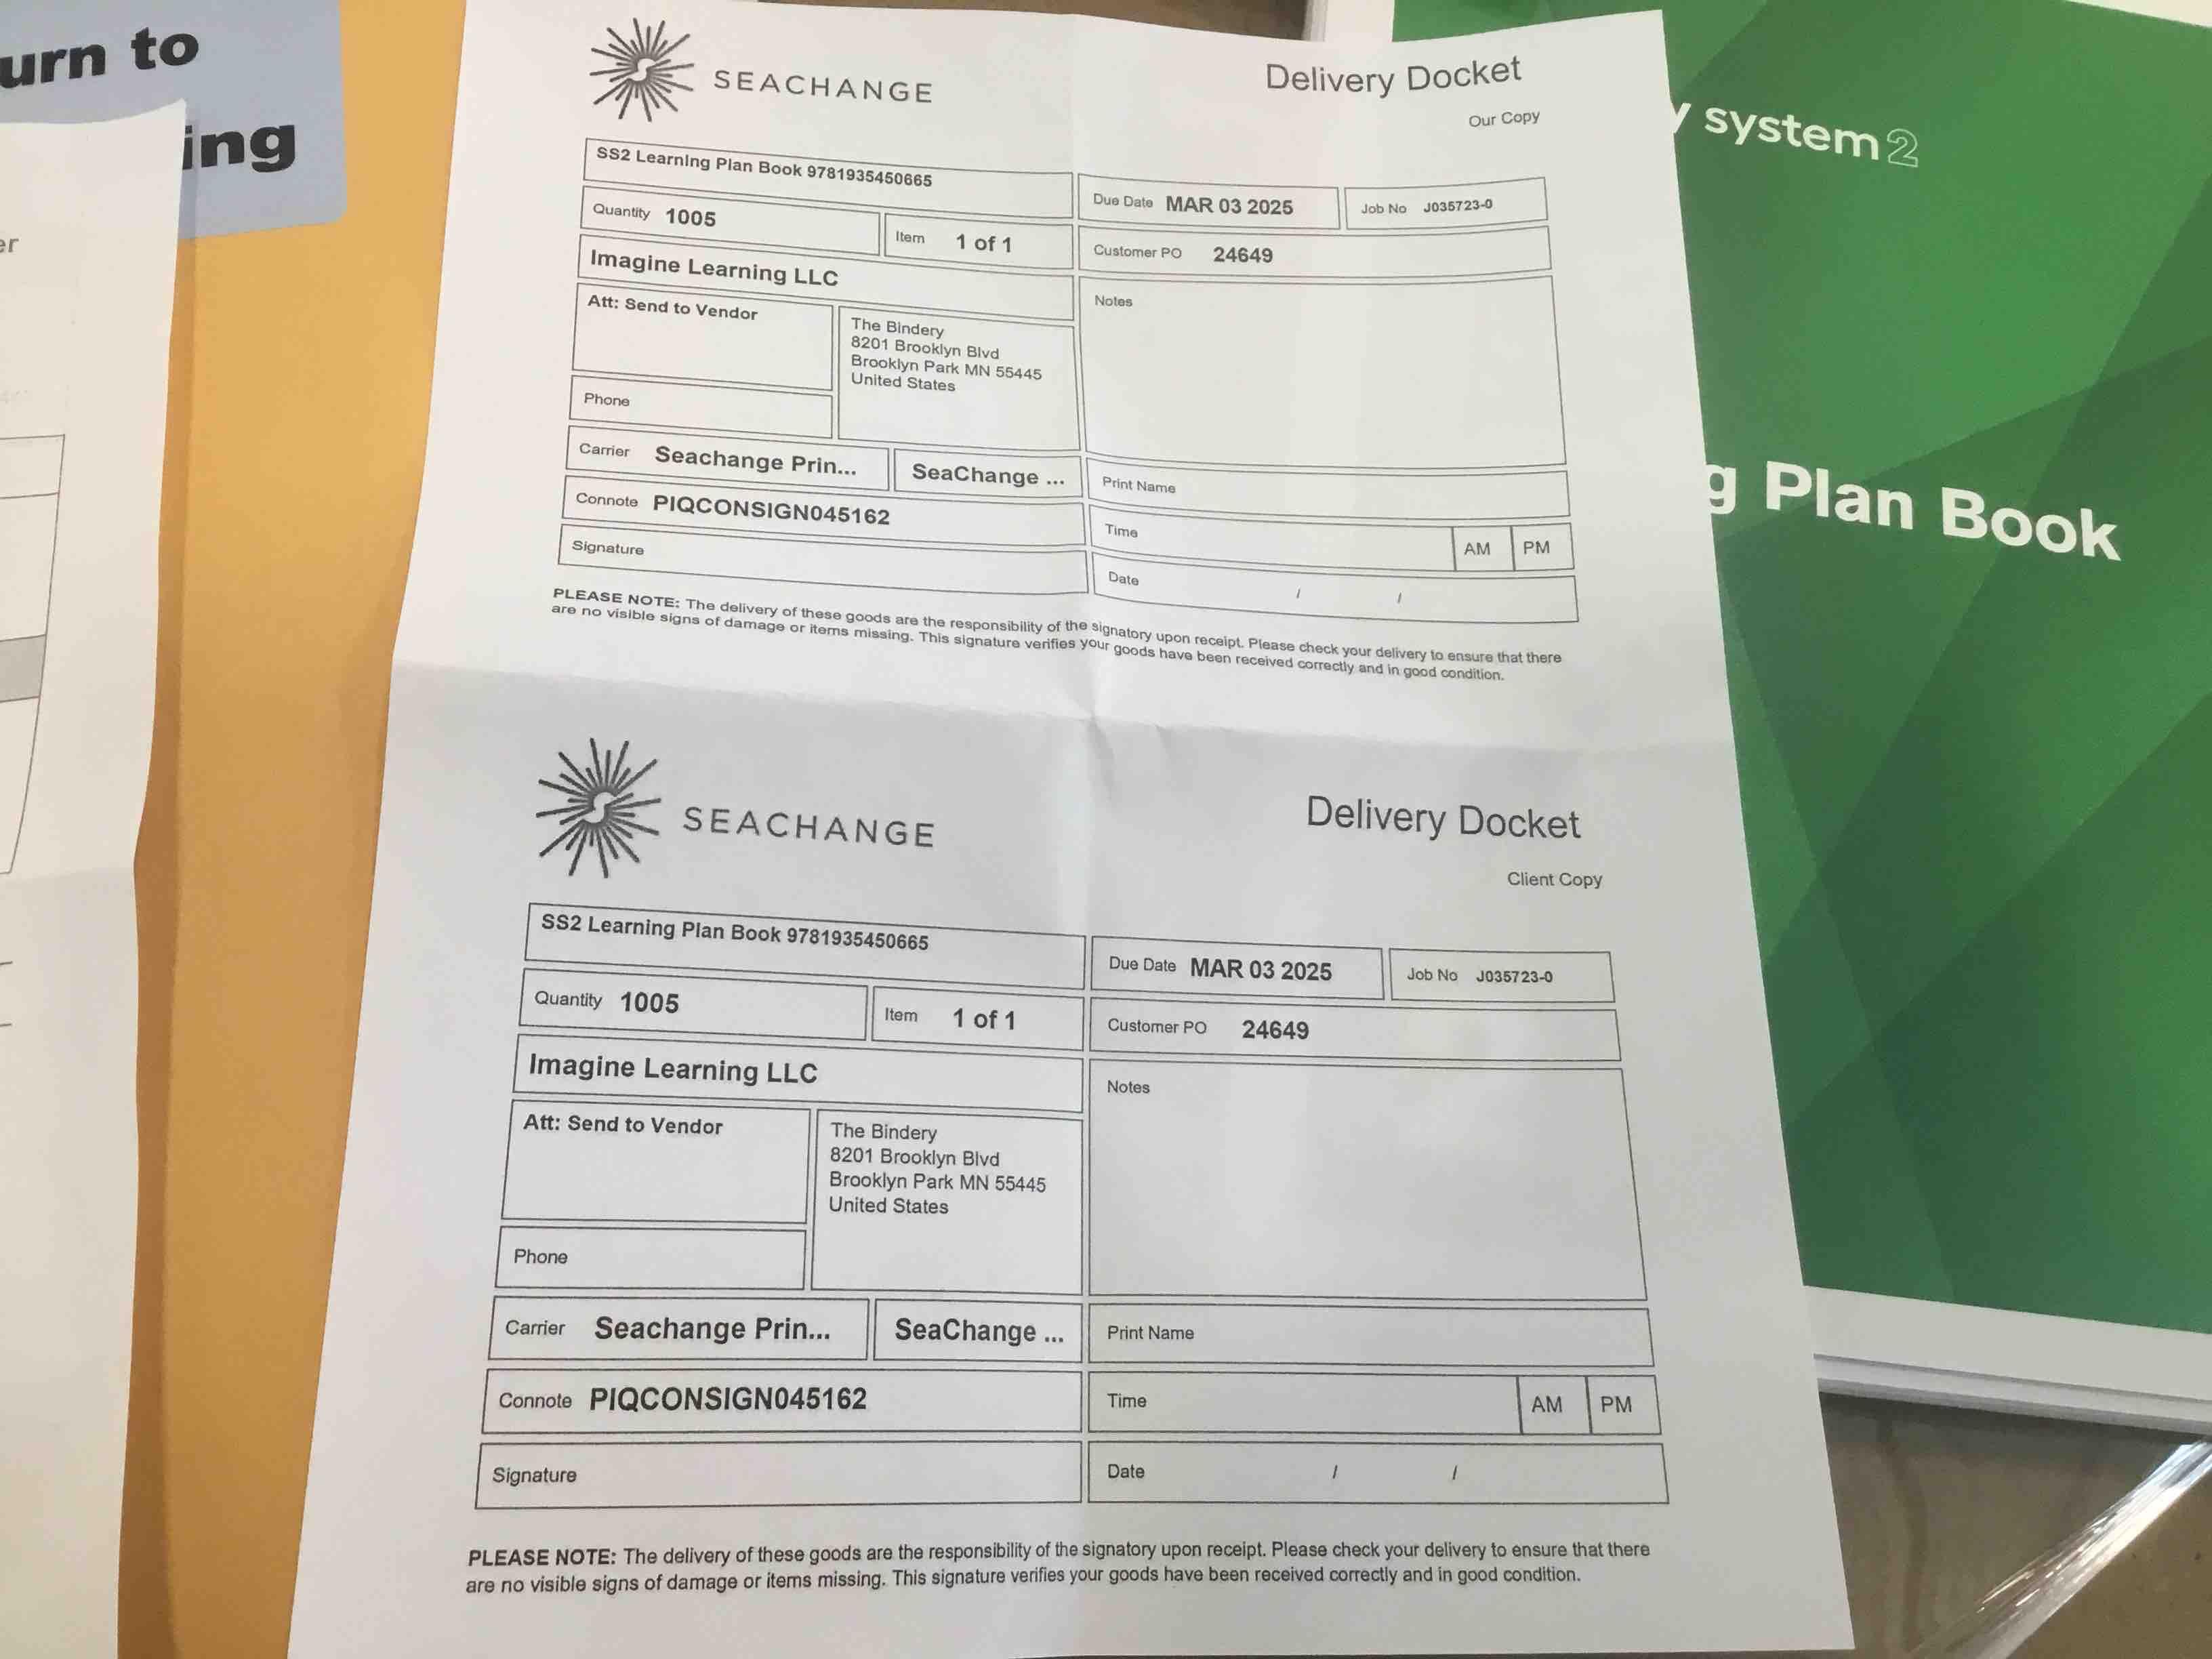 urn to
ing
er
SEACHANGE
Delivery Docket
Our Copy
SS2 Learning Plan Book 9781935450665
Due Date MAR 03 2025
Job No J035723-0
Quantity 1005
Item 1 of 1
Customer PO 24649
Imagine Learning LLC
Notes
Att: Send to Vendor
The Bindery
8201 Brooklyn Blvd
Brooklyn Park MN 55445
United States
Phone
Carrier Seachange Prin...
SeaChange ...
Print Name
Connote PIQCONSIGN045162
Time
AM
PM
Signature
Date / /
PLEASE NOTE: The delivery of these goods are the responsibility of the signatory upon receipt. Please check your delivery to ensure that there
are no visible signs of damage or items missing. This signature verifies your goods have been received correctly and in good condition.
SEACHANGE
Delivery Docket
Client Copy
SS2 Learning Plan Book 9781935450665
Due Date MAR 03 2025
Job No J035723-0
Quantity 1005
Item 1 of 1
Customer PO 24649
Imagine Learning LLC
Notes
Att: Send to Vendor
The Bindery
8201 Brooklyn Blvd
Brooklyn Park MN 55445
United States
Phone
Carrier Seachange Prin...
SeaChange ...
Print Name
Connote PIQCONSIGN045162
Time
AM
PM
Signature
Date / /
PLEASE NOTE: The delivery of these goods are the responsibility of the signatory upon receipt. Please check your delivery to ensure that there
are no visible signs of damage or items missing. This signature verifies your goods have been received correctly and in good condition.
y system2
g Plan Book